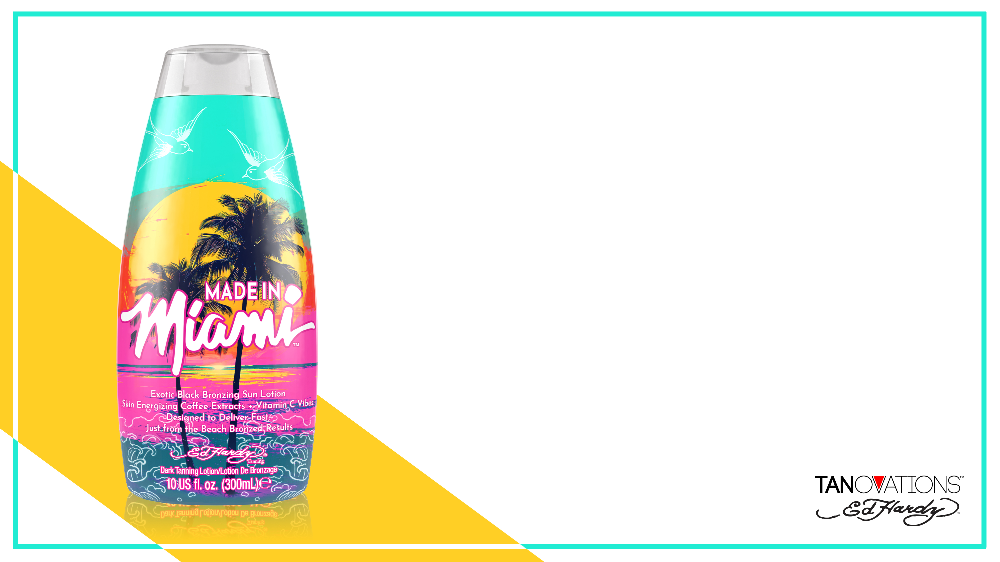 MADE IN
Miami™
Exotic Black Bronzing Sun Lotion
Skin Energizing Coffee Extracts + Vitamin C Vibes
Designed to Deliver Fast,
Just from the Beach Bronzed Results
Ed Hardy®
Tanning
Dark Tanning Lotion/Lotion De Bronzage
10 US fl. oz. (300mL)℮
TANOVATIONS™
Ed Hardy®